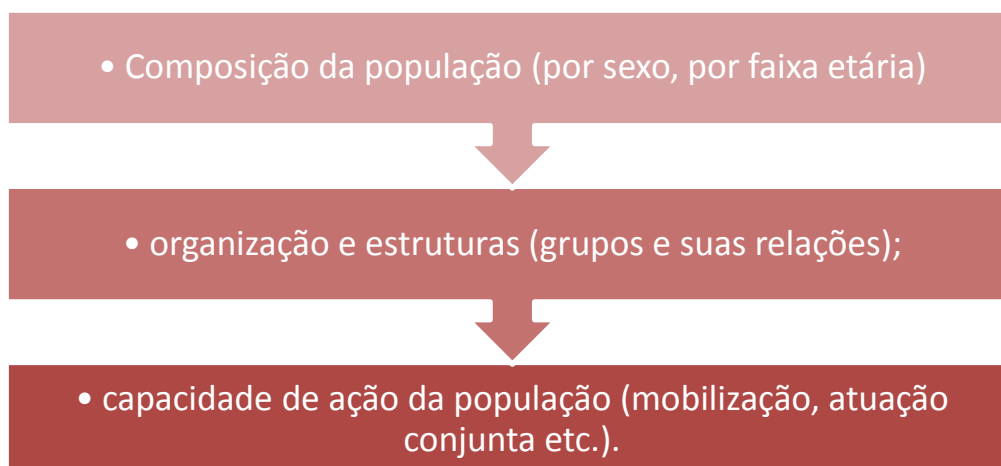 • Composição da população (por sexo, por faixa etária)
• organização e estruturas (grupos e suas relações);
• capacidade de ação da população (mobilização, atuação
conjunta etc.).